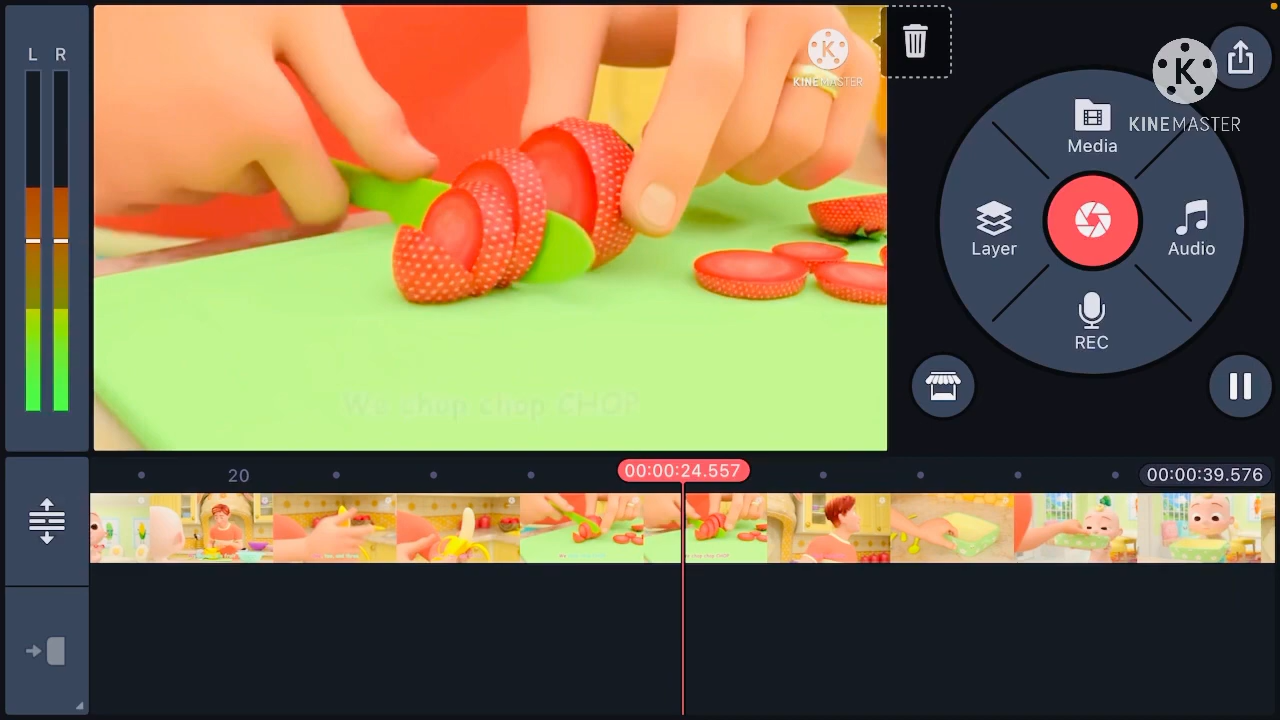 L R
KINEMASTER
KINEMASTER
Media
Layer
Audio
REC
We chop chop CHOP
20
00:00:24.557
00:00:39.576